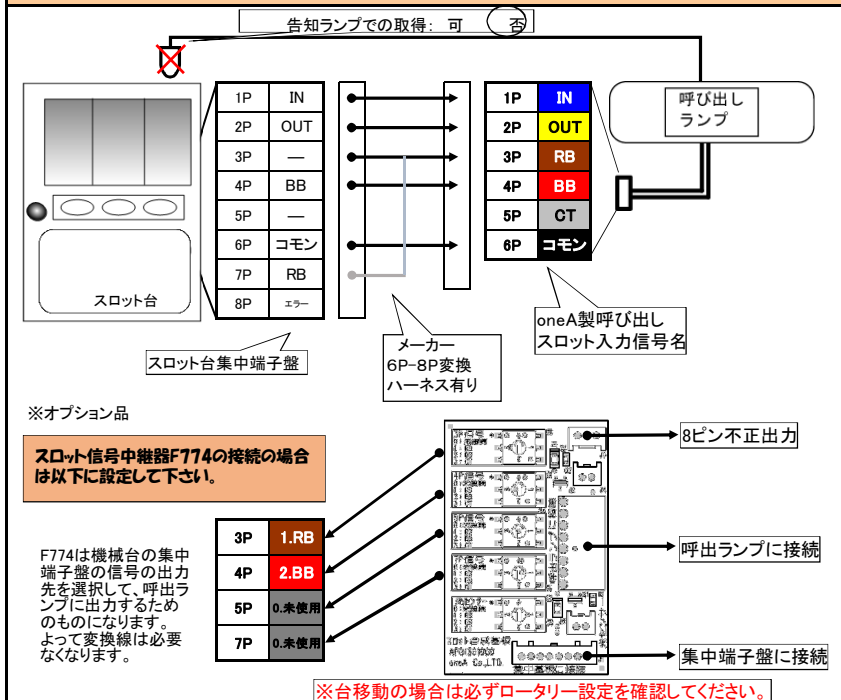 告知ランプでの取得: 可 否
1P IN
2P OUT
3P —
4P BB
5P —
6P コモン
7P RB
8P エラー
1P IN
2P OUT
3P RB
4P BB
5P CT
6P コモン
呼び出し
ランプ
スロット台
スロット台集中端子盤
メーカー
6P-8P変換
ハーネス有り
oneA製呼び出し
スロット入力信号名
※オプション品
スロット信号中継器F774の接続の場合
は以下に設定して下さい。
F774は機械台の集中
端子盤の信号の出力
先を選択して、呼出ラ
ンプに出力するため
のものになります。
よって変換線は必要
なくなります。
3P 1.RB
4P 2.BB
5P 0.未使用
7P 0.未使用
8ピン不正出力
呼出ランプに接続
集中端子盤に接続
oneA Co.,LTD.
※台移動の場合は必ずロータリー設定を確認してください。